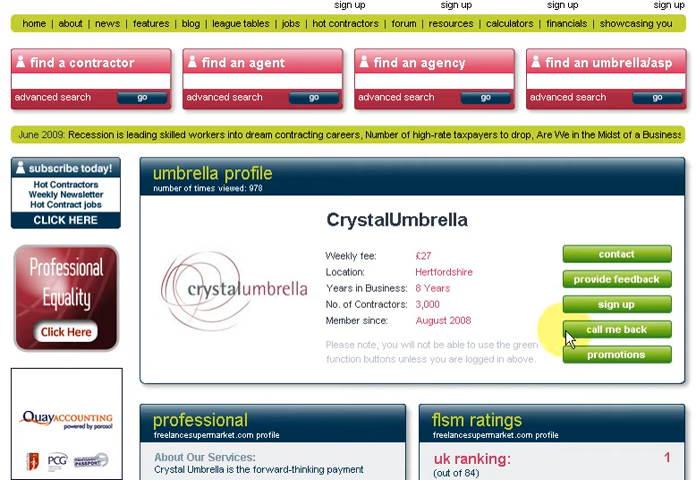 sign up sign up sign up sign up
home | about | news | features | blog | league tables | jobs | hot contractors | forum | resources | calculators | financials | showcasing you
find a contractor find an agent find an agency find an umbrella/asp
advanced search go advanced search go advanced search go advanced search go
June 2009: Recession is leading skilled workers into dream contracting careers, Number of high-rate taxpayers to drop, Are We in the Midst of a Business
subscribe today!
Hot Contractors
Weekly Newsletter
Hot Contract jobs
CLICK HERE
Professional
Equality
Click Here
QuayACCOUNTING
powered by parasol
PCG
umbrella profile
number of times viewed: 978
CrystalUmbrella
crystalumbrella
Weekly fee: £27
Location: Hertfordshire
Years in Business: 8 Years
No. of Contractors: 3,000
Member since: August 2008
Please note, you will not be able to use the green
function buttons unless you are logged in above.
contact
provide feedback
sign up
call me back
promotions
professional
freelancesupermarket.com profile
About Our Services:
Crystal Umbrella is the forward-thinking payment
flsm ratings
freelancesupermarket.com profile
uk ranking: 1
(out of 84)